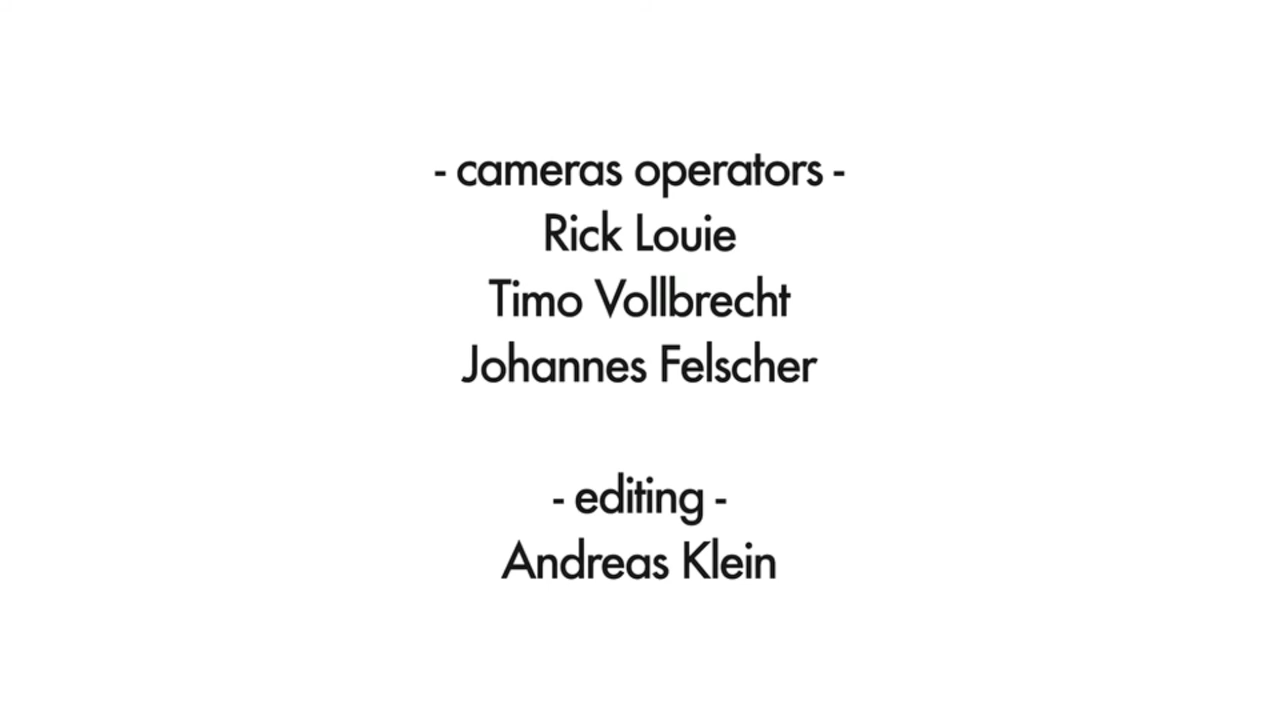 - cameras operators -
Rick Louie
Timo Vollbrecht
Johannes Felscher
- editing -
Andreas Klein